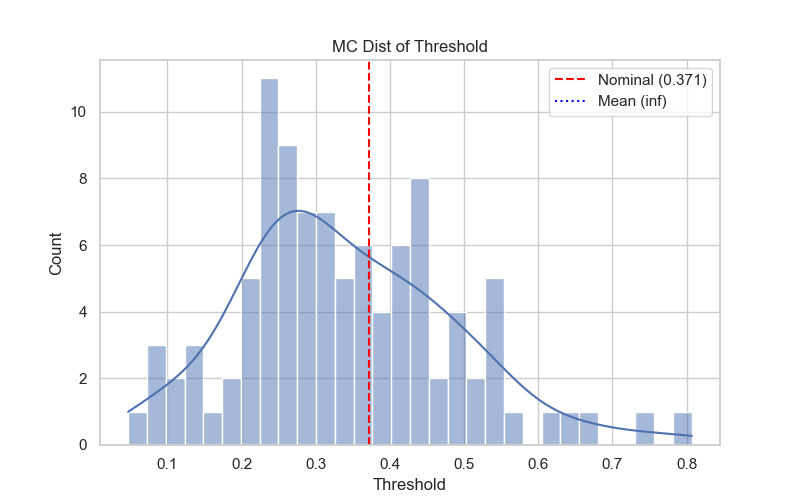 MC Dist of Threshold
Nominal (0.371)
Mean (inf)
Count
10
8
6
4
2
0
0.1 0.2 0.3 0.4 0.5 0.6 0.7 0.8
Threshold